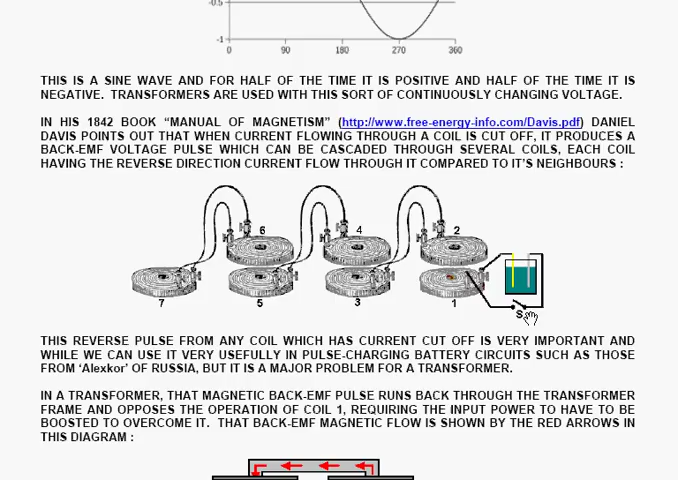 -0.5
-1
0 90 180 270 360
THIS IS A SINE WAVE AND FOR HALF OF THE TIME IT IS POSITIVE AND HALF OF THE TIME IT IS
NEGATIVE. TRANSFORMERS ARE USED WITH THIS SORT OF CONTINUOUSLY CHANGING VOLTAGE.
IN HIS 1842 BOOK “MANUAL OF MAGNETISM” (http://www.free-energy-info.com/Davis.pdf) DANIEL
DAVIS POINTS OUT THAT WHEN CURRENT FLOWING THROUGH A COIL IS CUT OFF, IT PRODUCES A
BACK-EMF VOLTAGE PULSE WHICH CAN BE CASCADED THROUGH SEVERAL COILS, EACH COIL
HAVING THE REVERSE DIRECTION CURRENT FLOW THROUGH IT COMPARED TO IT’S NEIGHBOURS :
6 4 2
7 5 3 1
S
THIS REVERSE PULSE FROM ANY COIL WHICH HAS CURRENT CUT OFF IS VERY IMPORTANT AND
WHILE WE CAN USE IT VERY USEFULLY IN PULSE-CHARGING BATTERY CIRCUITS SUCH AS THOSE
FROM ‘Alexkor’ OF RUSSIA, BUT IT IS A MAJOR PROBLEM FOR A TRANSFORMER.
IN A TRANSFORMER, THAT MAGNETIC BACK-EMF PULSE RUNS BACK THROUGH THE TRANSFORMER
FRAME AND OPPOSES THE OPERATION OF COIL 1, REQUIRING THE INPUT POWER TO HAVE TO BE
BOOSTED TO OVERCOME IT. THAT BACK-EMF MAGNETIC FLOW IS SHOWN BY THE RED ARROWS IN
THIS DIAGRAM :